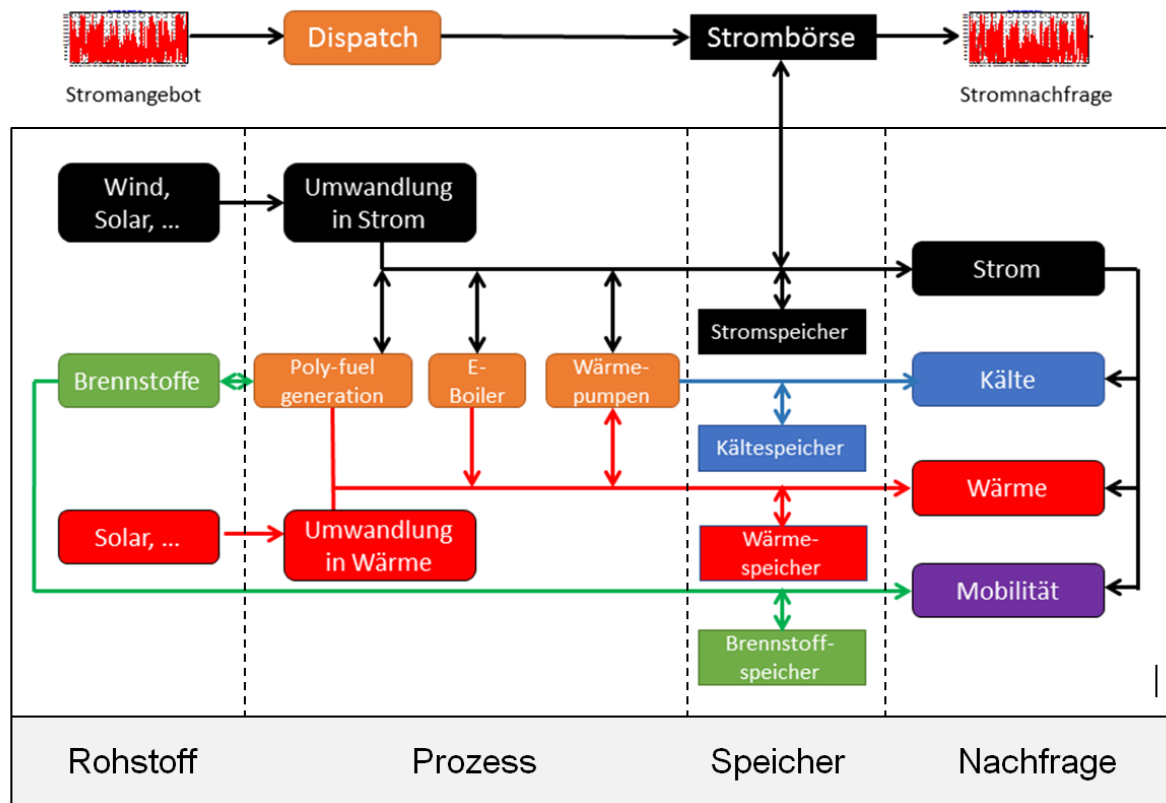 Dispatch
Strombörse
Stromangebot
Stromnachfrage
Wind,
Solar, ...
Umwandlung
in Strom
Strom
Stromspeicher
Brennstoffe
Poly-fuel
generation
E-
Boiler
Wärme-
pumpen
Kälte
Kältespeicher
Wärme
Solar, ...
Umwandlung
in Wärme
Wärme-
speicher
Mobilität
Brennstoff-
speicher
Rohstoff
Prozess
Speicher
Nachfrage